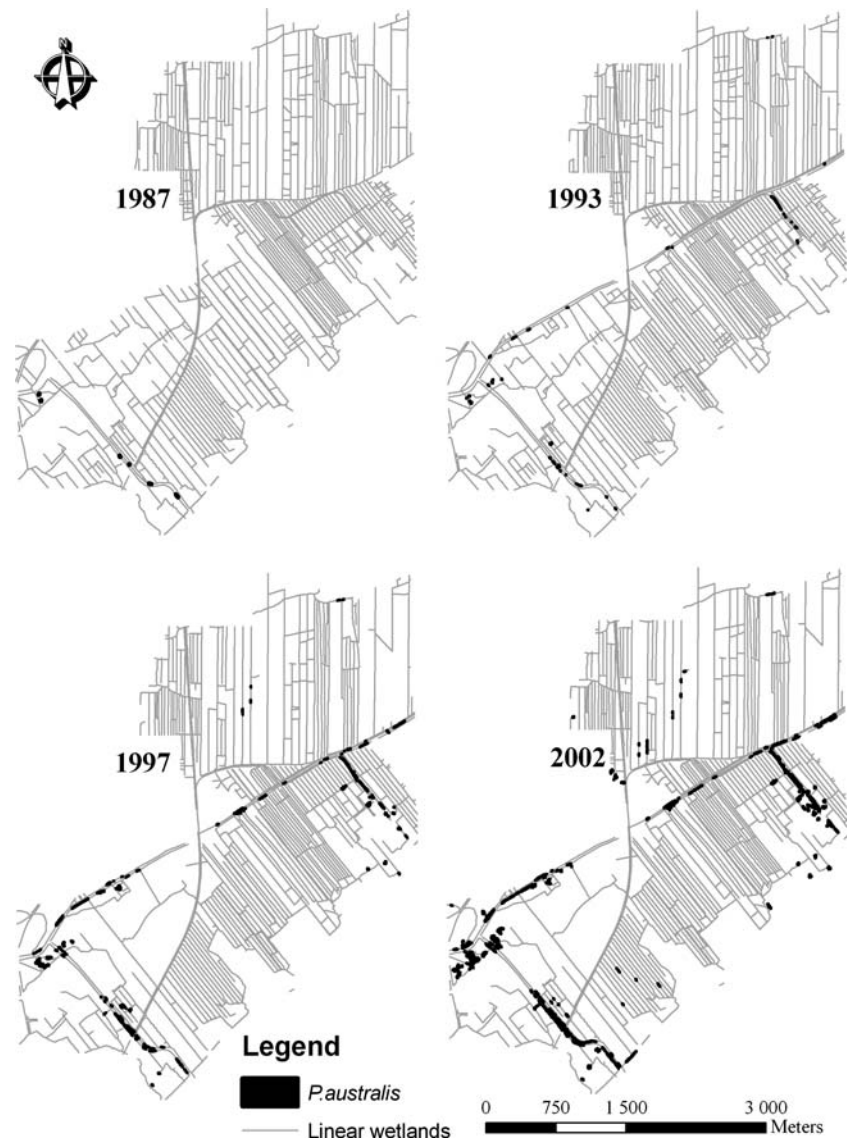 N
1987
1993
1997
2002
Legend
P.australis
Linear wetlands
0 750 1 500 3 000
Meters